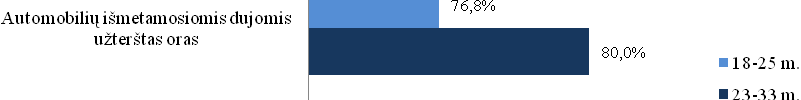 76,8%
Automobilių išmetamosiomis dujomis
užterštas oras
80,0%
18-25 m.
23-33 m.